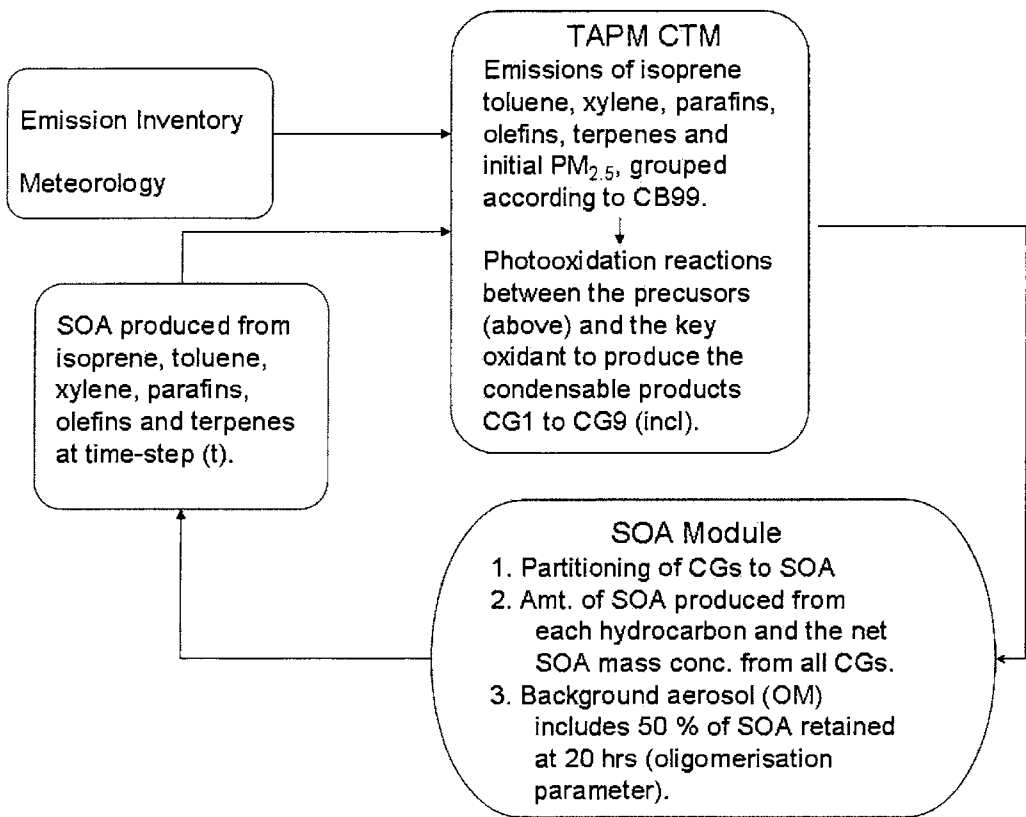 Emission Inventory
Meteorology
TAPM CTM
Emissions of isoprene
toluene, xylene, parafins,
olefins, terpenes and
initial PM2.5, grouped
according to CB99.
Photooxidation reactions
between the precusors
(above) and the key
oxidant to produce the
condensable products
CG1 to CG9 (incl).
SOA produced from
isoprene, toluene,
xylene, parafins,
olefins and terpenes
at time-step (t).
SOA Module
1. Partitioning of CGs to SOA
2. Amt. of SOA produced from
each hydrocarbon and the net
SOA mass conc. from all CGs.
3. Background aerosol (OM)
includes 50 % of SOA retained
at 20 hrs (oligomerisation
parameter).